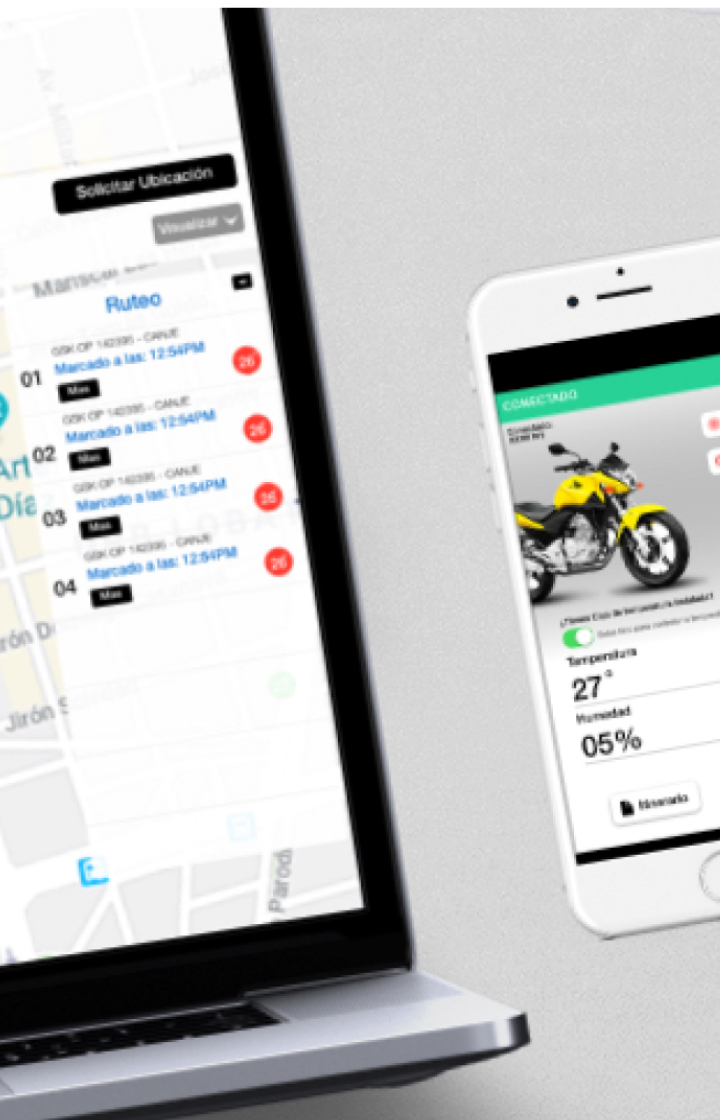 Solicitar Ubicación
Visualizar
Ruteo
GSK OP 142395 - CANJE
01 Marcado a las: 12:54PM
Mas
26
GSK OP 142395 - CANJE
02 Marcado a las: 12:54PM
Mas
26
GSK OP 142395 - CANJE
03 Marcado a las: 12:54PM
Mas
26
GSK OP 142395 - CANJE
04 Marcado a las: 12:54PM
Mas
26
Art
Día
Jirón
Parodi
CONECTADO
Temperatura
27°
Humedad
05%
Itinerario